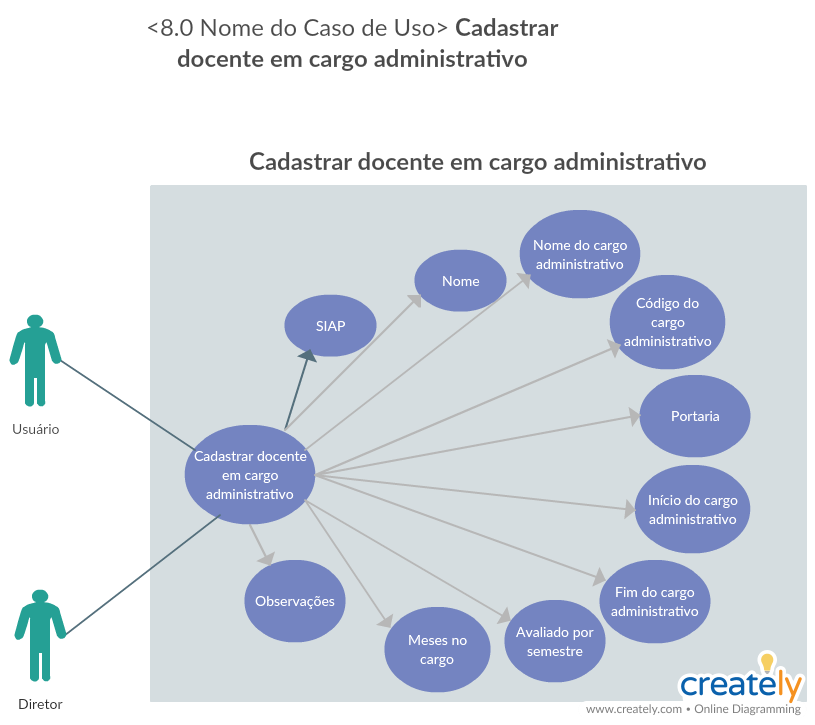 <8.0 Nome do Caso de Uso> Cadastrar
docente em cargo administrativo
Cadastrar docente em cargo administrativo
Nome do cargo
administrativo
Nome
SIAP
Código do
cargo
administrativo
Usuário
Portaria
Cadastrar docente
em cargo
administrativo
Início do cargo
administrativo
Observações
Fim do cargo
administrativo
Meses no
cargo
Avaliado por
semestre
Diretor
creately
www.creately.com • Online Diagramming